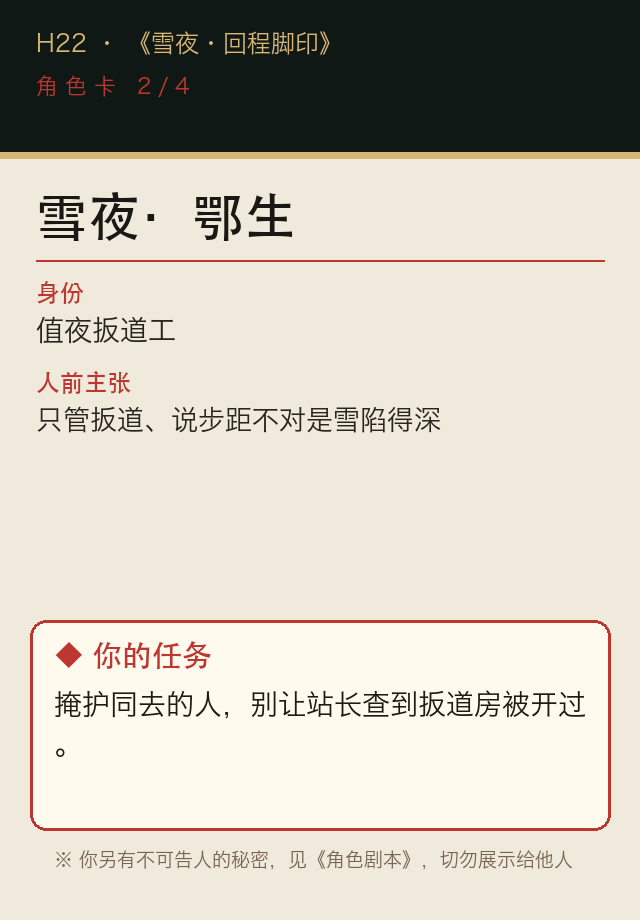 H22 · 《雪夜·回程脚印》
角色卡 2/4
雪夜· 鄂生
身份
值夜扳道工
人前主张
只管扳道、说步距不对是雪陷得深
◆ 你的任务
掩护同去的人，别让站长查到扳道房被开过
。
※ 你另有不可告人的秘密，见《角色剧本》，切勿展示给他人